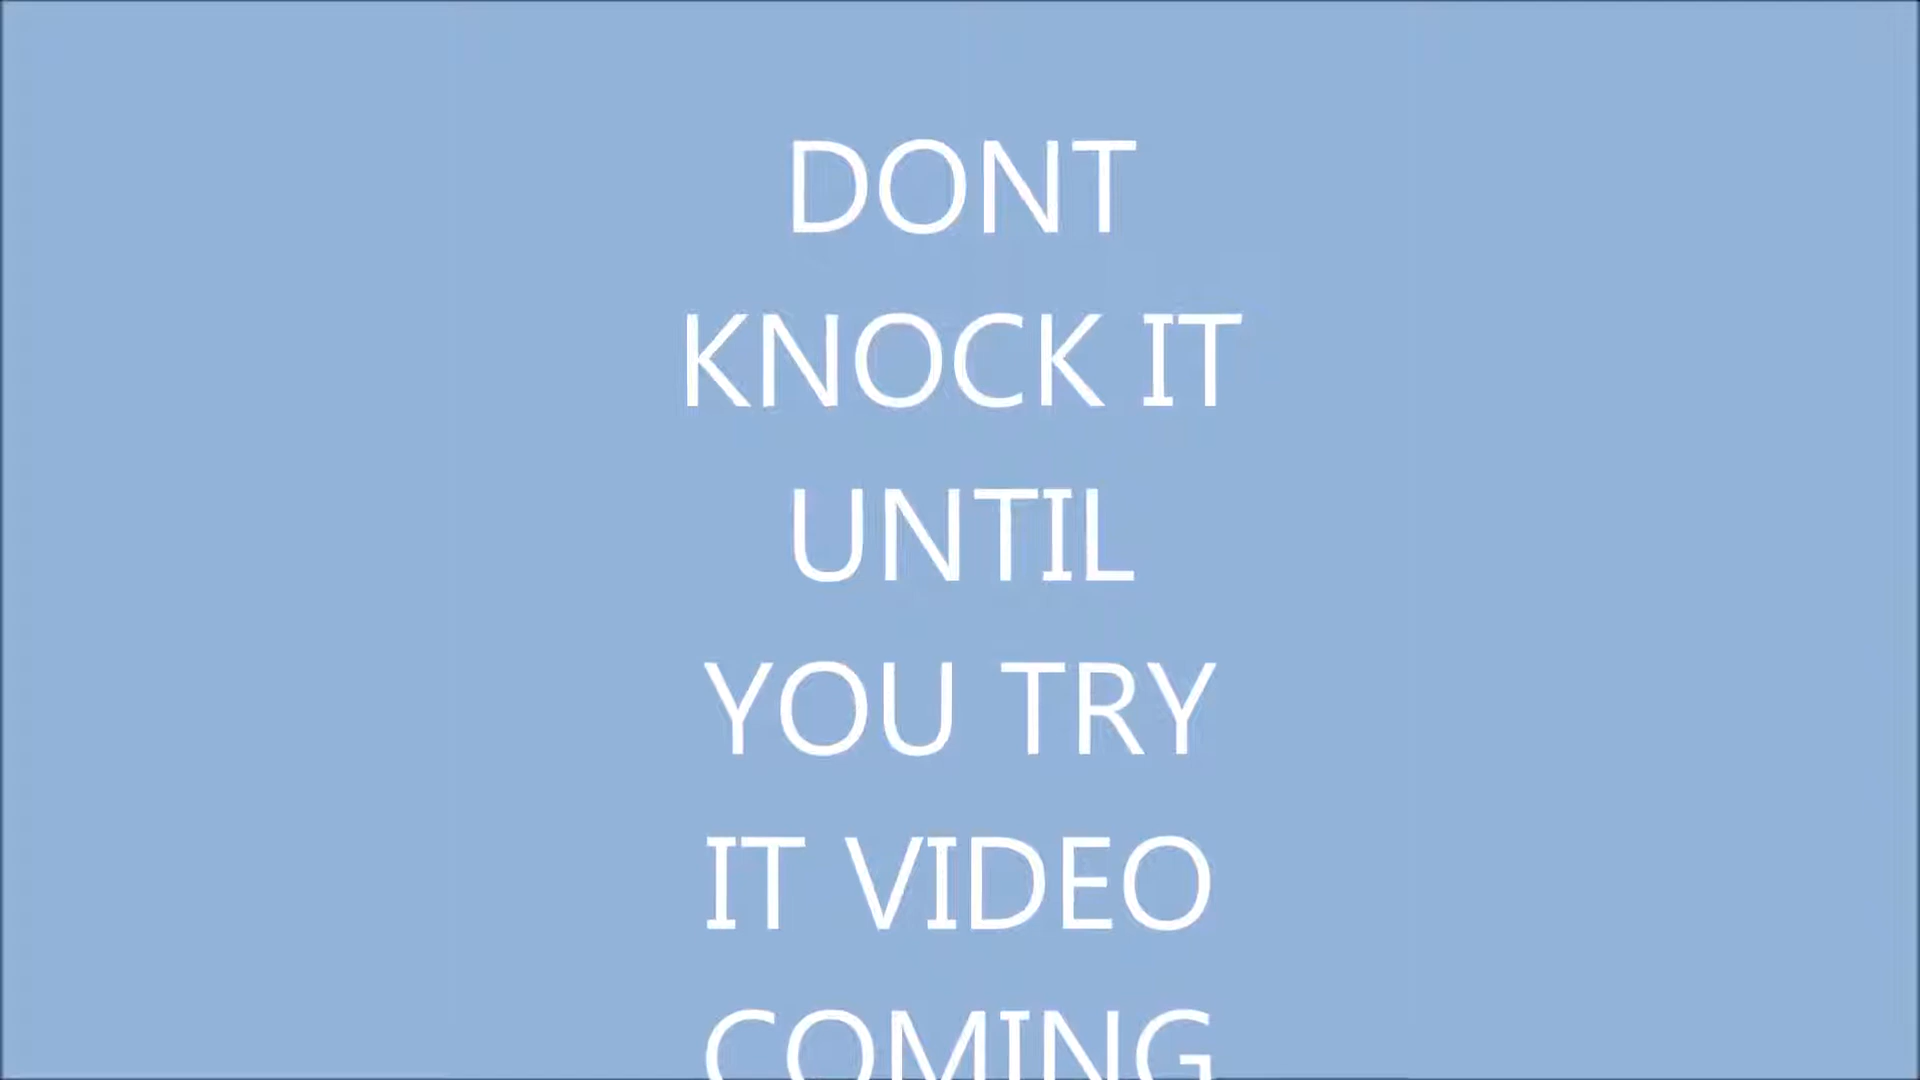 DONT
KNOCK IT
UNTIL
YOU TRY
IT VIDEO
COMING